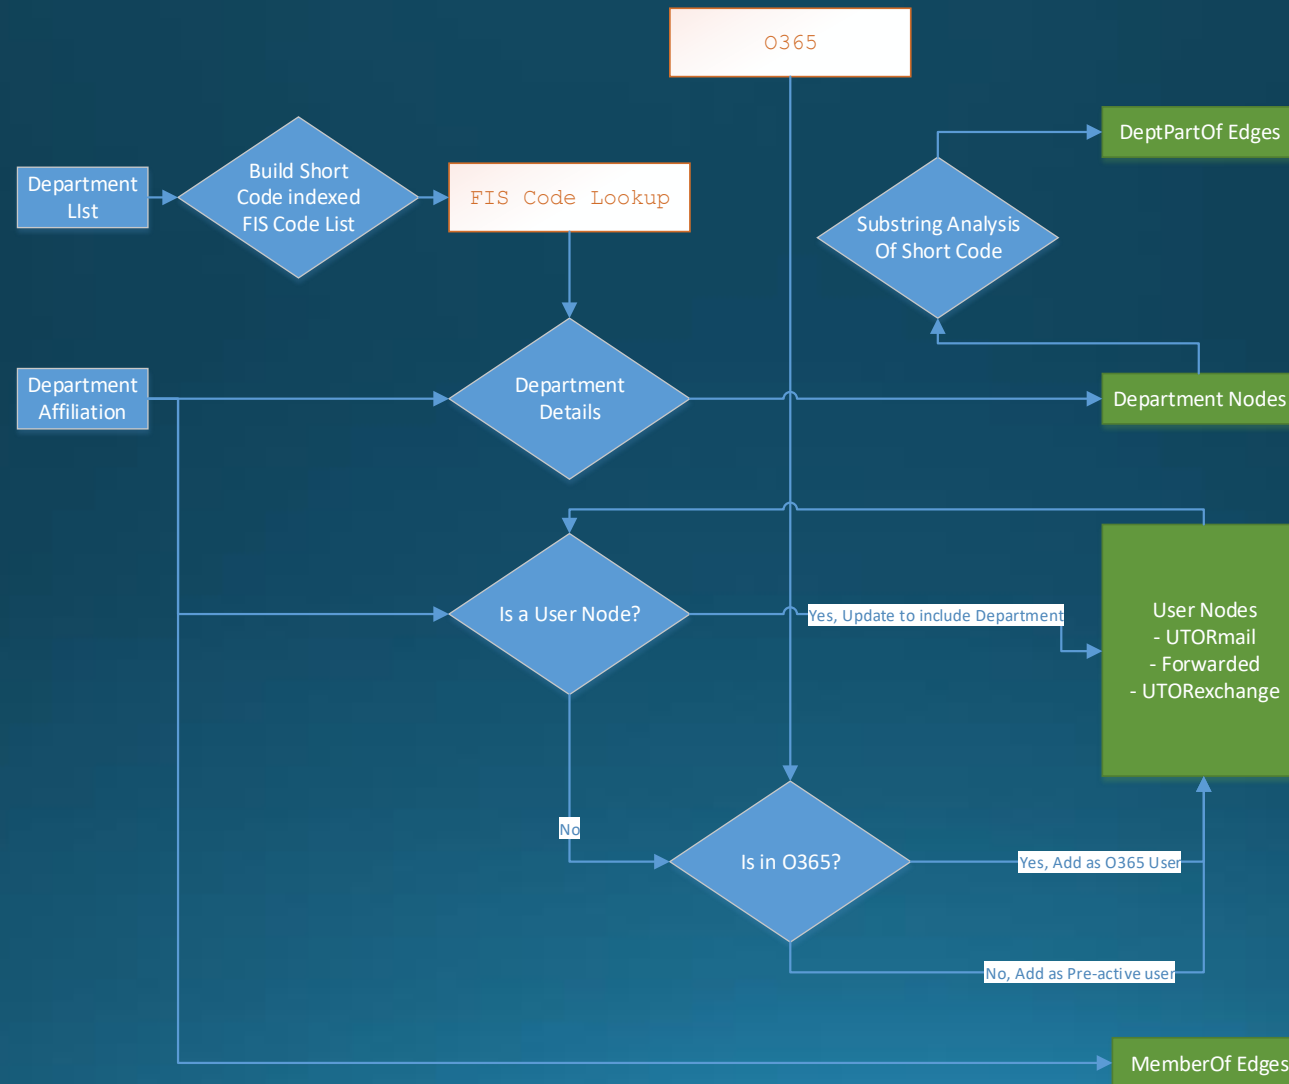 O365
DeptPartOf Edges
Build Short
Code indexed
FIS Code List
Department
LIst
FIS Code Lookup
Substring Analysis
Of Short Code
Department
Affiliation
Department
Details
Department Nodes
Is a User Node?
Yes, Update to include Department
User Nodes
- UTORmail
- Forwarded
- UTORexchange
No
Is in O365?
Yes, Add as O365 User
No, Add as Pre-active user
MemberOf Edges